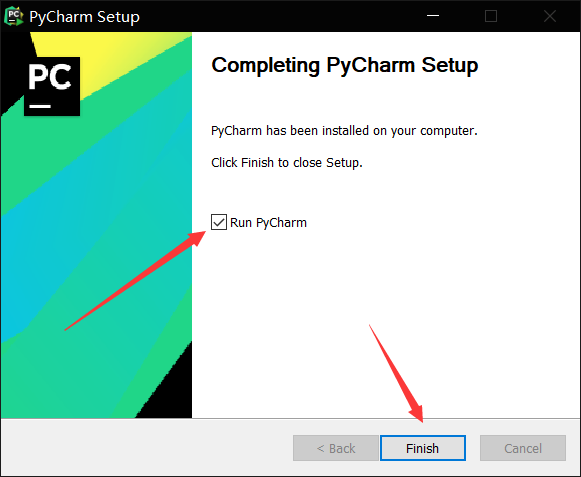 PyCharm Setup
PC
Completing PyCharm Setup
PyCharm has been installed on your computer.
Click Finish to close Setup.
Run PyCharm
< Back
Finish
Cancel